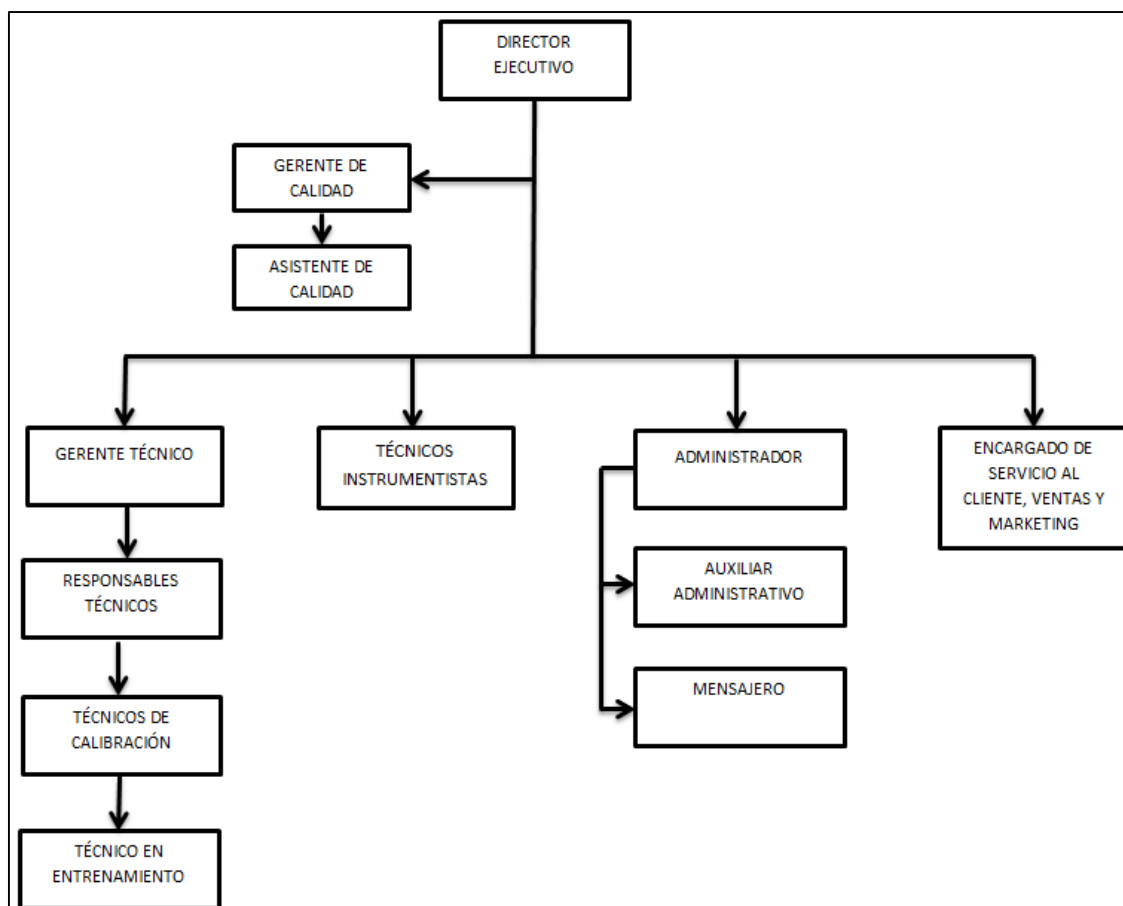 DIRECTOR
EJECUTIVO
GERENTE DE
CALIDAD
ASISTENTE DE
CALIDAD
GERENTE TÉCNICO
TÉCNICOS
INSTRUMENTISTAS
ADMINISTRADOR
ENCARGADO DE
SERVICIO AL
CLIENTE, VENTAS Y
MARKETING
RESPONSABLES
TÉCNICOS
AUXILIAR
ADMINISTRATIVO
TÉCNICOS DE
CALIBRACIÓN
MENSAJERO
TÉCNICO EN
ENTRENAMIENTO